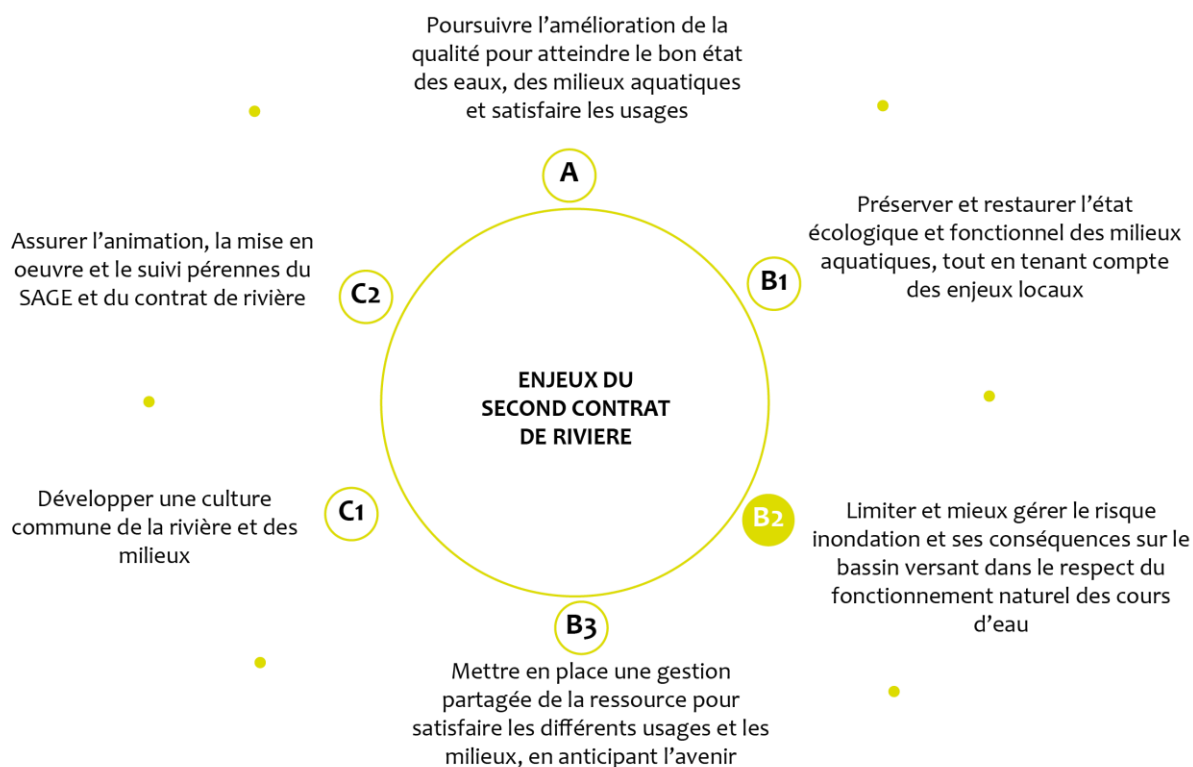 Poursuivre l'amélioration de la
qualité pour atteindre le bon état
des eaux, des milieux aquatiques
et satisfaire les usages
A
Préserver et restaurer l'état
écologique et fonctionnel des milieux
aquatiques, tout en tenant compte
des enjeux locaux
B1
Assurer l'animation, la mise en
oeuvre et le suivi pérennes du
SAGE et du contrat de rivière
C2
ENJEUX DU
SECOND CONTRAT
DE RIVIERE
Développer une culture
commune de la rivière et des
milieux
C1
B2
Limiter et mieux gérer le risque
inondation et ses conséquences sur le
bassin versant dans le respect du
fonctionnement naturel des cours
d'eau
B3
Mettre en place une gestion
partagée de la ressource pour
satisfaire les différents usages et les
milieux, en anticipant l'avenir